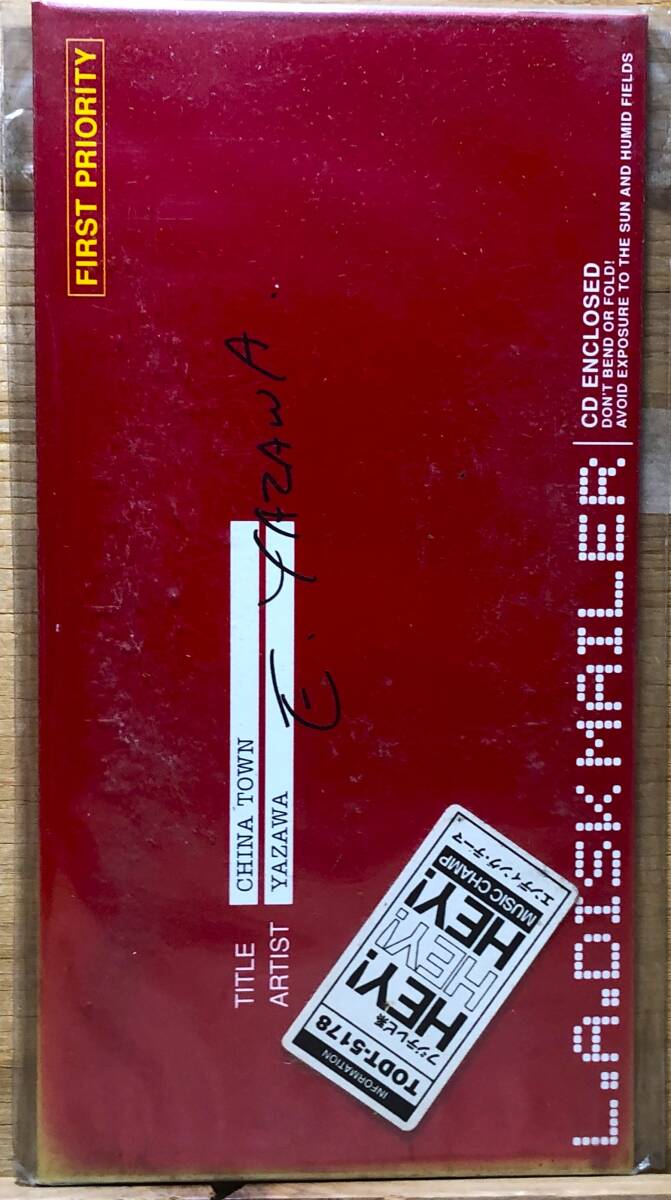 FIRST PRIORITY
TITLE CHINA TOWN
ARTIST YAZAWA
E. YAZAWA.
INFORMATION
TODT-5178
フジテレビ系
HEY!
HEY!
HEY!
MUSIC CHAMP
エンディング・テーマ
L.A.DISK MAILER
CD ENCLOSED
DON'T BEND OR FOLD!
AVOID EXPOSURE TO THE SUN AND HUMID FIELDS